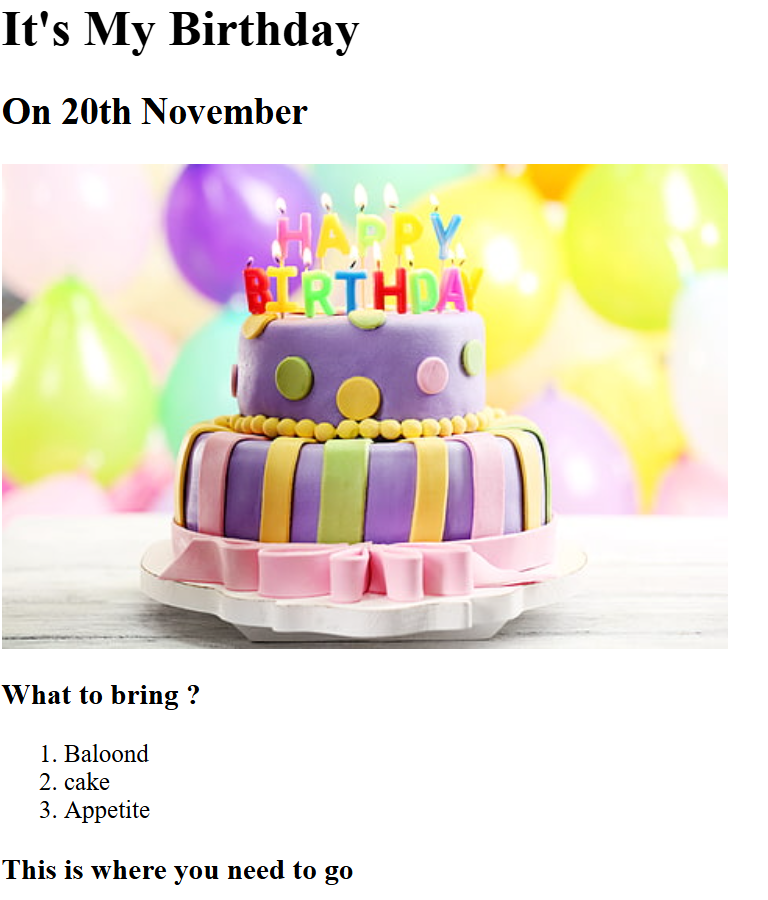 It's My Birthday
On 20th November
HAPPY
BIRTHDAY
What to bring ?
1. Baloond
2. cake
3. Appetite
This is where you need to go